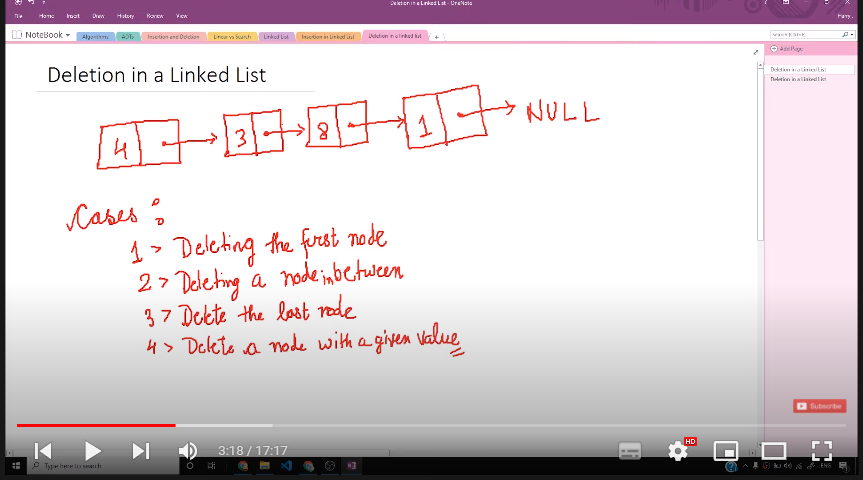 Deletion in a Linked List - OneNote
File Home Insert Draw History Review View
Harry
NoteBook Algorithms ADTs Insertion and Deletion Linear vs Search Linked List Insertion in Linked List Deletion in a Linked list +
Add Page
Deletion in a Linked List
Deletion in a Linked List
Deletion in a Linked List
4 3 8 1 NULL
Cases :
1 > Deleting the first node
2 > Deleting a node in between
3 > Delete the last node
4 > Delete a node with a given value
Subscribe
3:18 / 17:17
HD
Type here to search
ENG